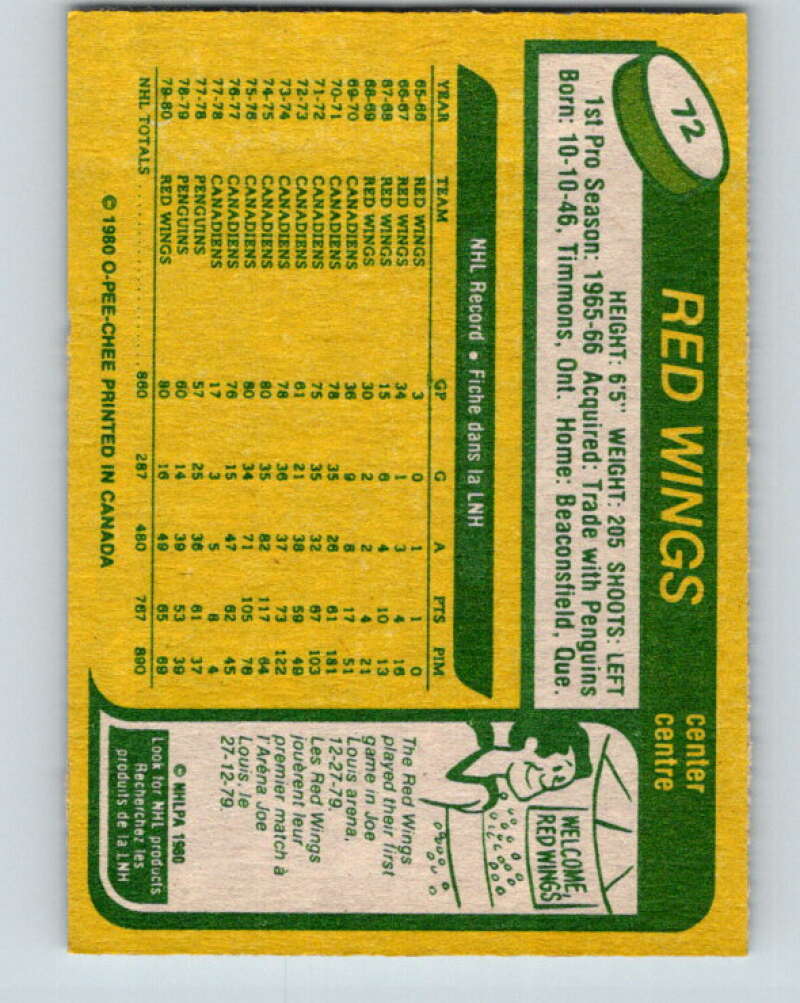 72
RED WINGS
center
centre
HEIGHT: 6'5" WEIGHT: 205 SHOOTS: LEFT
1st Pro Season: 1965-66 Acquired: Trade with Penguins
Born: 10-10-46, Timmons, Ont. Home: Beaconsfield, Que.
NHL Record • Fiche dans la LNH
YEAR TEAM GP G A PTS PIM
65-66 RED WINGS 3 0 1 1 0
66-67 RED WINGS 34 1 3 4 16
67-68 RED WINGS 15 6 4 10 13
68-69 RED WINGS 30 2 2 4 21
69-70 CANADIENS 36 9 8 17 51
70-71 CANADIENS 78 35 26 61 181
71-72 CANADIENS 75 35 32 67 103
72-73 CANADIENS 61 21 38 59 49
73-74 CANADIENS 78 36 37 73 122
74-75 CANADIENS 80 35 82 117 64
75-76 CANADIENS 80 34 71 105 78
76-77 CANADIENS 76 15 47 62 45
77-78 CANADIENS 17 3 5 8 4
77-78 PENGUINS 57 25 36 61 37
78-79 PENGUINS 60 14 39 53 39
79-80 RED WINGS 80 16 49 65 69
NHL TOTALS .......... 860 287 480 767 890
© 1980 O-PEE-CHEE PRINTED IN CANADA
WELCOME,
RED WINGS
The Red Wings
played their first
game in Joe
Louis arena,
12-27-79.
Les Red Wings
jouèrent leur
premier match à
l'Aréna Joe
Louis, le
27-12-79.
© NHLPA 1980
Look for NHL products
Recherchez les
produits de la LNH